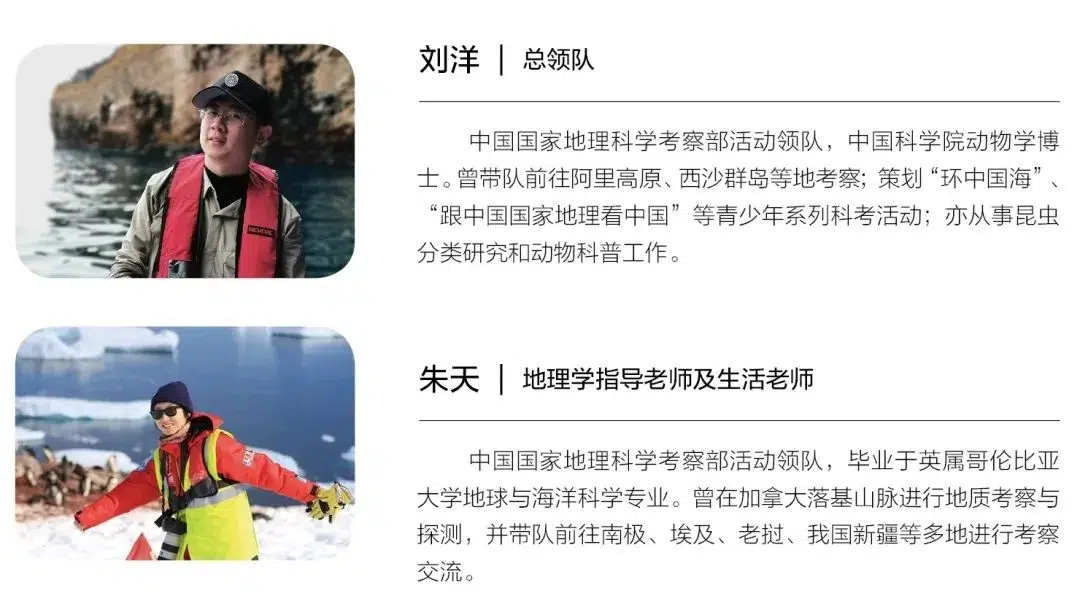 刘洋 | 总领队
中国国家地理科学考察部活动领队，中国科学院动物学博
士。曾带队前往阿里高原、西沙群岛等地考察；策划“环中国海”、
“跟中国国家地理看中国”等青少年系列科考活动；亦从事昆虫
分类研究和动物科普工作。
朱天 | 地理学指导老师及生活老师
中国国家地理科学考察部活动领队，毕业于英属哥伦比亚
大学地球与海洋科学专业。曾在加拿大落基山脉进行地质考察与
探测，并带队前往南极、埃及、老挝、我国新疆等多地进行考察
交流。